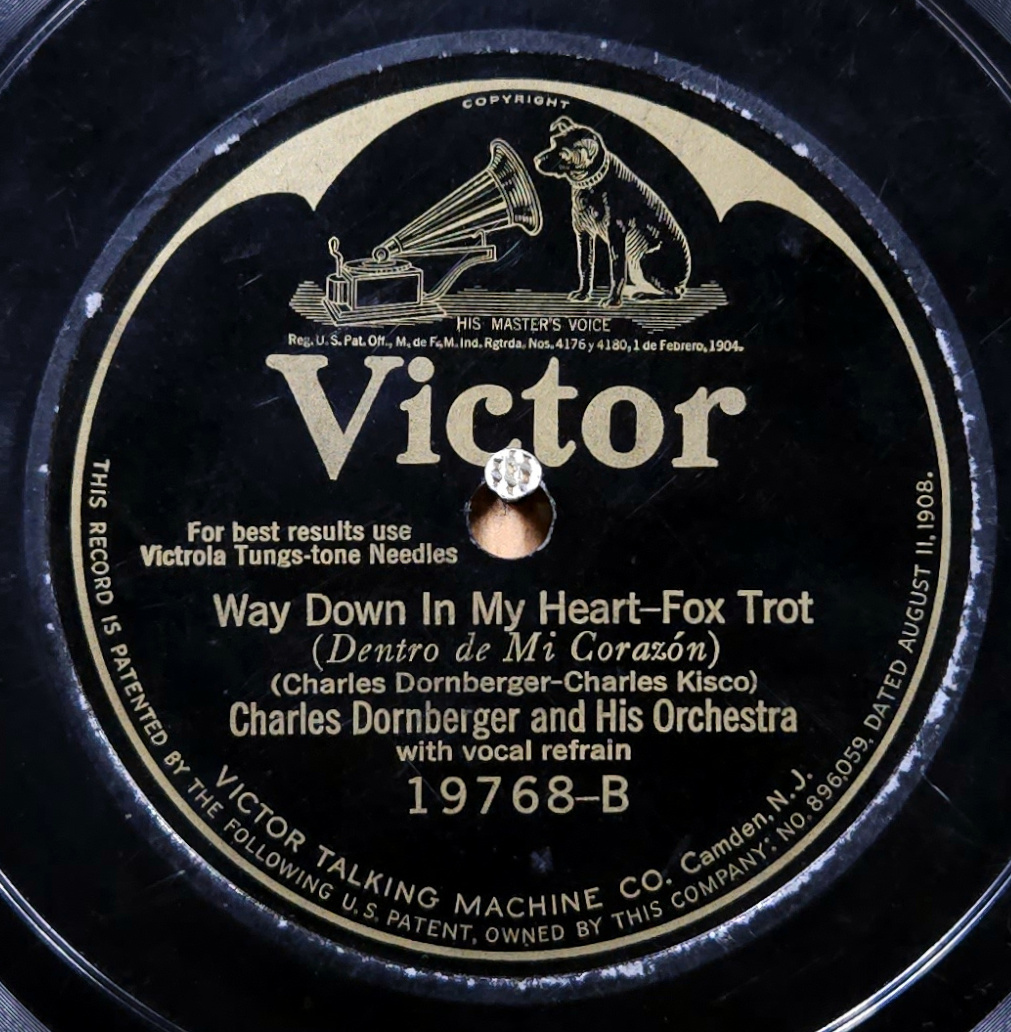 COPYRIGHT
HIS MASTER'S VOICE
Reg. U. S. Pat. Off., M. de F. M. Ind. Rgtrda. Nos. 4176 y 4180, 1 de Febrero, 1904.
Victor
For best results use
Victrola Tungs-tone Needles
Way Down In My Heart–Fox Trot
(Dentro de Mi Corazón)
(Charles Dornberger–Charles Kisco)
Charles Dornberger and His Orchestra
with vocal refrain
19768–B
VICTOR TALKING MACHINE CO. Camden, N. J.
THIS RECORD IS PATENTED BY THE FOLLOWING U.S. PATENT, OWNED BY THIS COMPANY: NO. 896,059, DATED AUGUST 11, 1908.